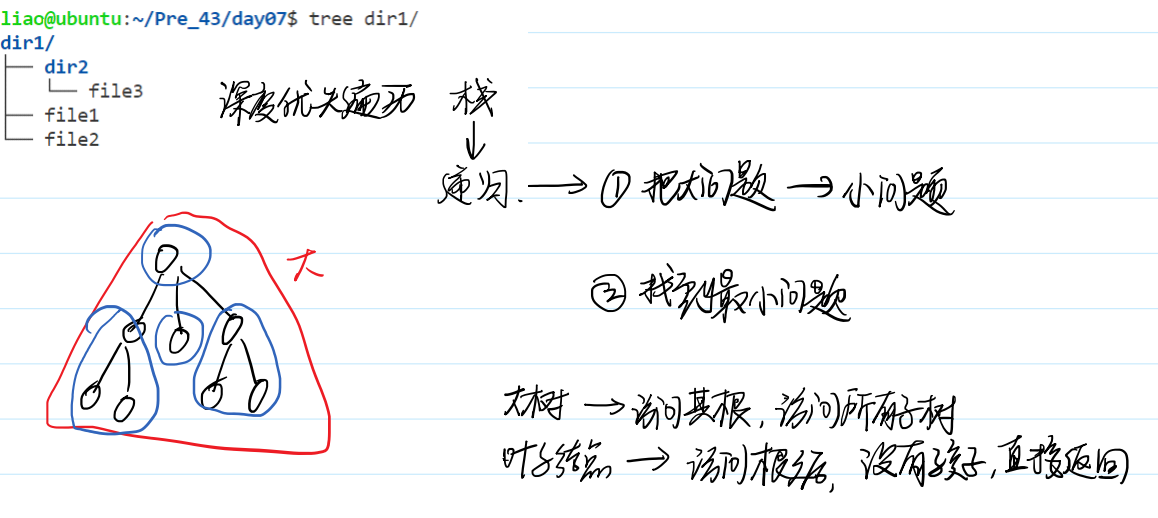 liao@ubuntu:~/Pre_43/day07$ tree dir1/
dir1/
├── dir2
│   └── file3
├── file1
└── file2
深度优先遍历 栈
↓
递归. → ① 把大问题 → 小问题
大
② 找到最小问题
大树 → 访问其根, 访问所有子树
叶子结点 → 访问根后, 没有孩子, 直接返回